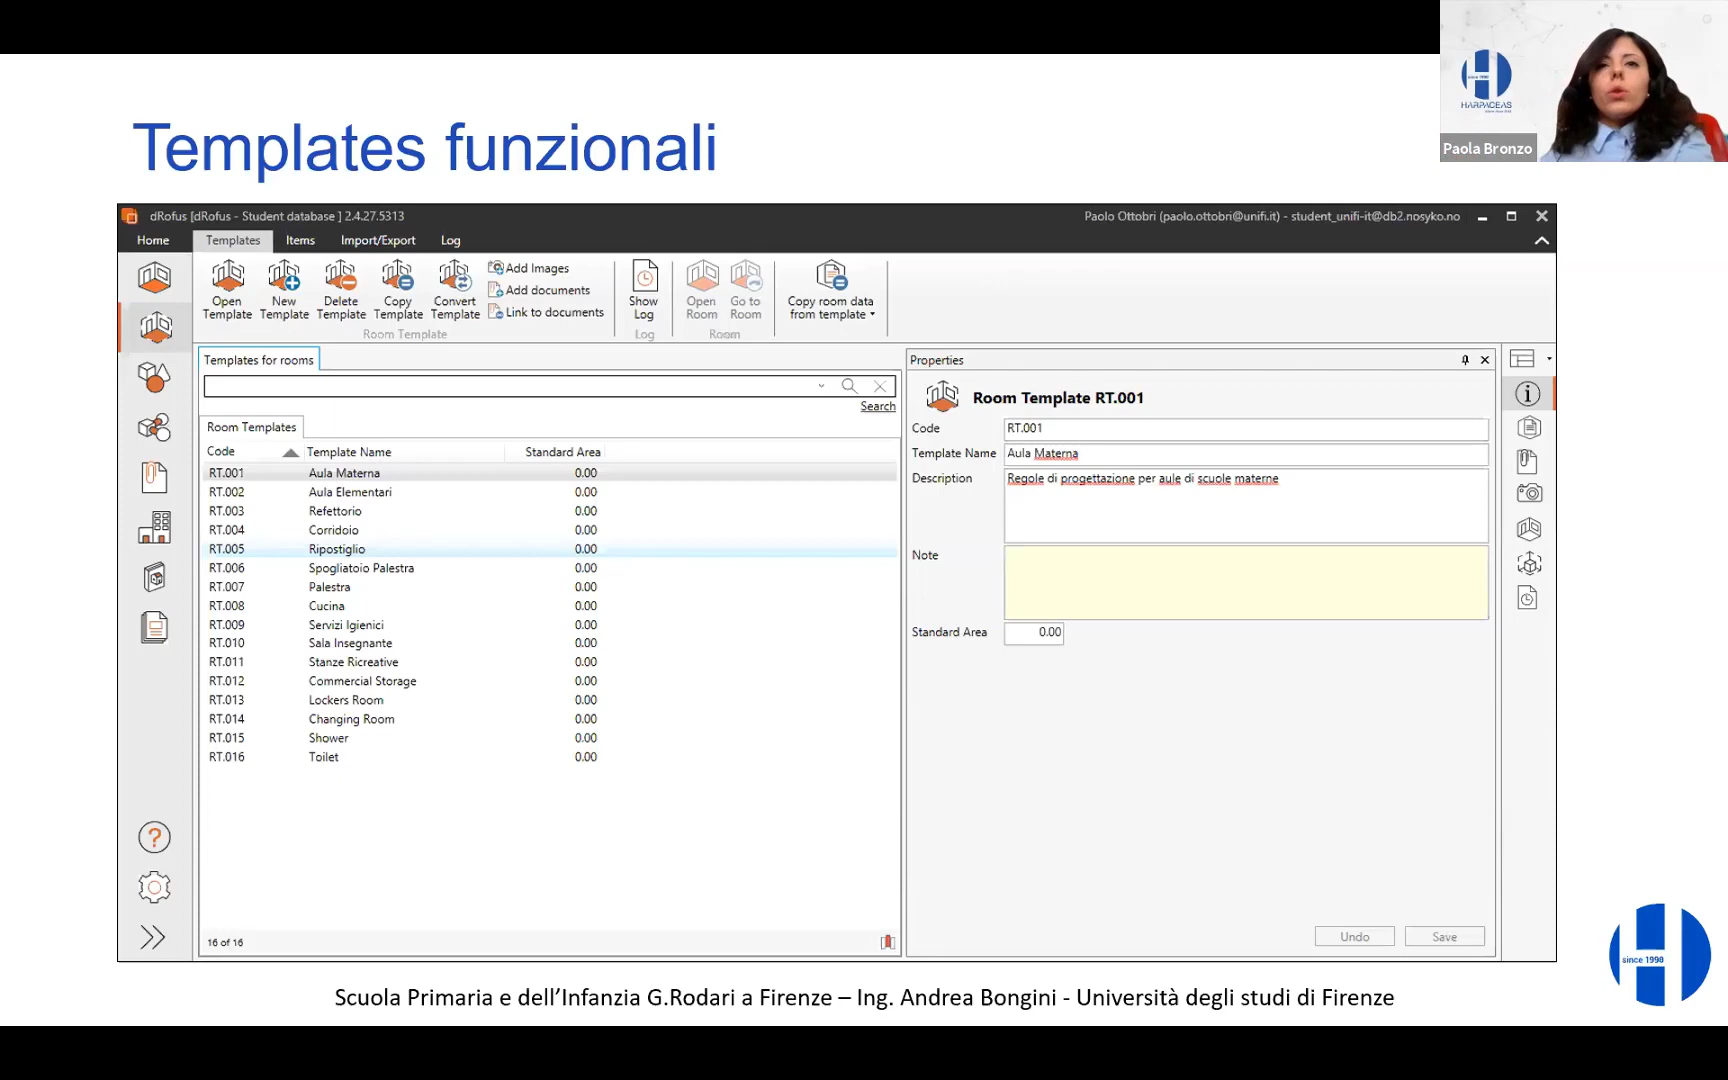 since 1990
HARPACEAS
Paola Bronzo
Templates funzionali
dRofus [dRofus - Student database ] 2.4.27.5313
Paolo Ottobri (paolo.ottobri@unifi.it) - student_unifi-it@db2.nosyko.no
Home
Templates
Items
Import/Export
Log
Open Template
New Template
Delete Template
Copy Template
Convert Template
Add Images
Add documents
Link to documents
Room Template
Show Log
Log
Open Room
Go to Room
Room
Copy room data from template
Templates for rooms
Search
Room Templates
Code Template Name Standard Area
RT.001 Aula Materna 0.00
RT.002 Aula Elementari 0.00
RT.003 Refettorio 0.00
RT.004 Corridoio 0.00
RT.005 Ripostiglio 0.00
RT.006 Spogliatoio Palestra 0.00
RT.007 Palestra 0.00
RT.008 Cucina 0.00
RT.009 Servizi Igienici 0.00
RT.010 Sala Insegnante 0.00
RT.011 Stanze Ricreative 0.00
RT.012 Commercial Storage 0.00
RT.013 Lockers Room 0.00
RT.014 Changing Room 0.00
RT.015 Shower 0.00
RT.016 Toilet 0.00
16 of 16
Properties
Room Template RT.001
Code RT.001
Template Name Aula Materna
Description Regole di progettazione per aule di scuole materne
Note
Standard Area 0.00
Undo
Save
since 1990
Scuola Primaria e dell'Infanzia G.Rodari a Firenze – Ing. Andrea Bongini - Università degli studi di Firenze